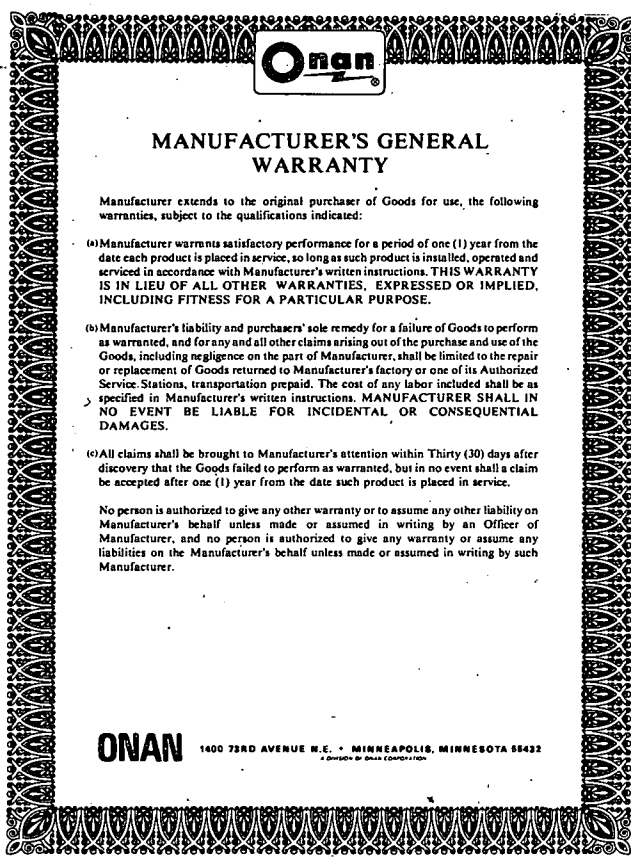 Onan
MANUFACTURER'S GENERAL
WARRANTY
Manufacturer extends to the original purchaser of Goods for use, the following
warranties, subject to the qualifications indicated:
(a) Manufacturer warrants satisfactory performance for a period of one (1) year from the
date each product is placed in service, so long as such product is installed, operated and
serviced in accordance with Manufacturer's written instructions. THIS WARRANTY
IS IN LIEU OF ALL OTHER WARRANTIES, EXPRESSED OR IMPLIED,
INCLUDING FITNESS FOR A PARTICULAR PURPOSE.
(b) Manufacturer's liability and purchasers' sole remedy for a failure of Goods to perform
as warranted, and for any and all other claims arising out of the purchase and use of the
Goods, including negligence on the part of Manufacturer, shall be limited to the repair
or replacement of Goods returned to Manufacturer's factory or one of its Authorized
Service Stations, transportation prepaid. The cost of any labor included shall be as
specified in Manufacturer's written instructions. MANUFACTURER SHALL IN
NO EVENT BE LIABLE FOR INCIDENTAL OR CONSEQUENTIAL
DAMAGES.
(c) All claims shall be brought to Manufacturer's attention within Thirty (30) days after
discovery that the Goods failed to perform as warranted, but in no event shall a claim
be accepted after one (1) year from the date such product is placed in service.
No person is authorized to give any other warranty or to assume any other liability on
Manufacturer's behalf unless made or assumed in writing by an Officer of
Manufacturer, and no person is authorized to give any warranty or assume any
liabilities on the Manufacturer's behalf unless made or assumed in writing by such
Manufacturer.
ONAN 1400 73RD AVENUE N.E. • MINNEAPOLIS, MINNESOTA 55432
A DIVISION OF ONAN CORPORATION